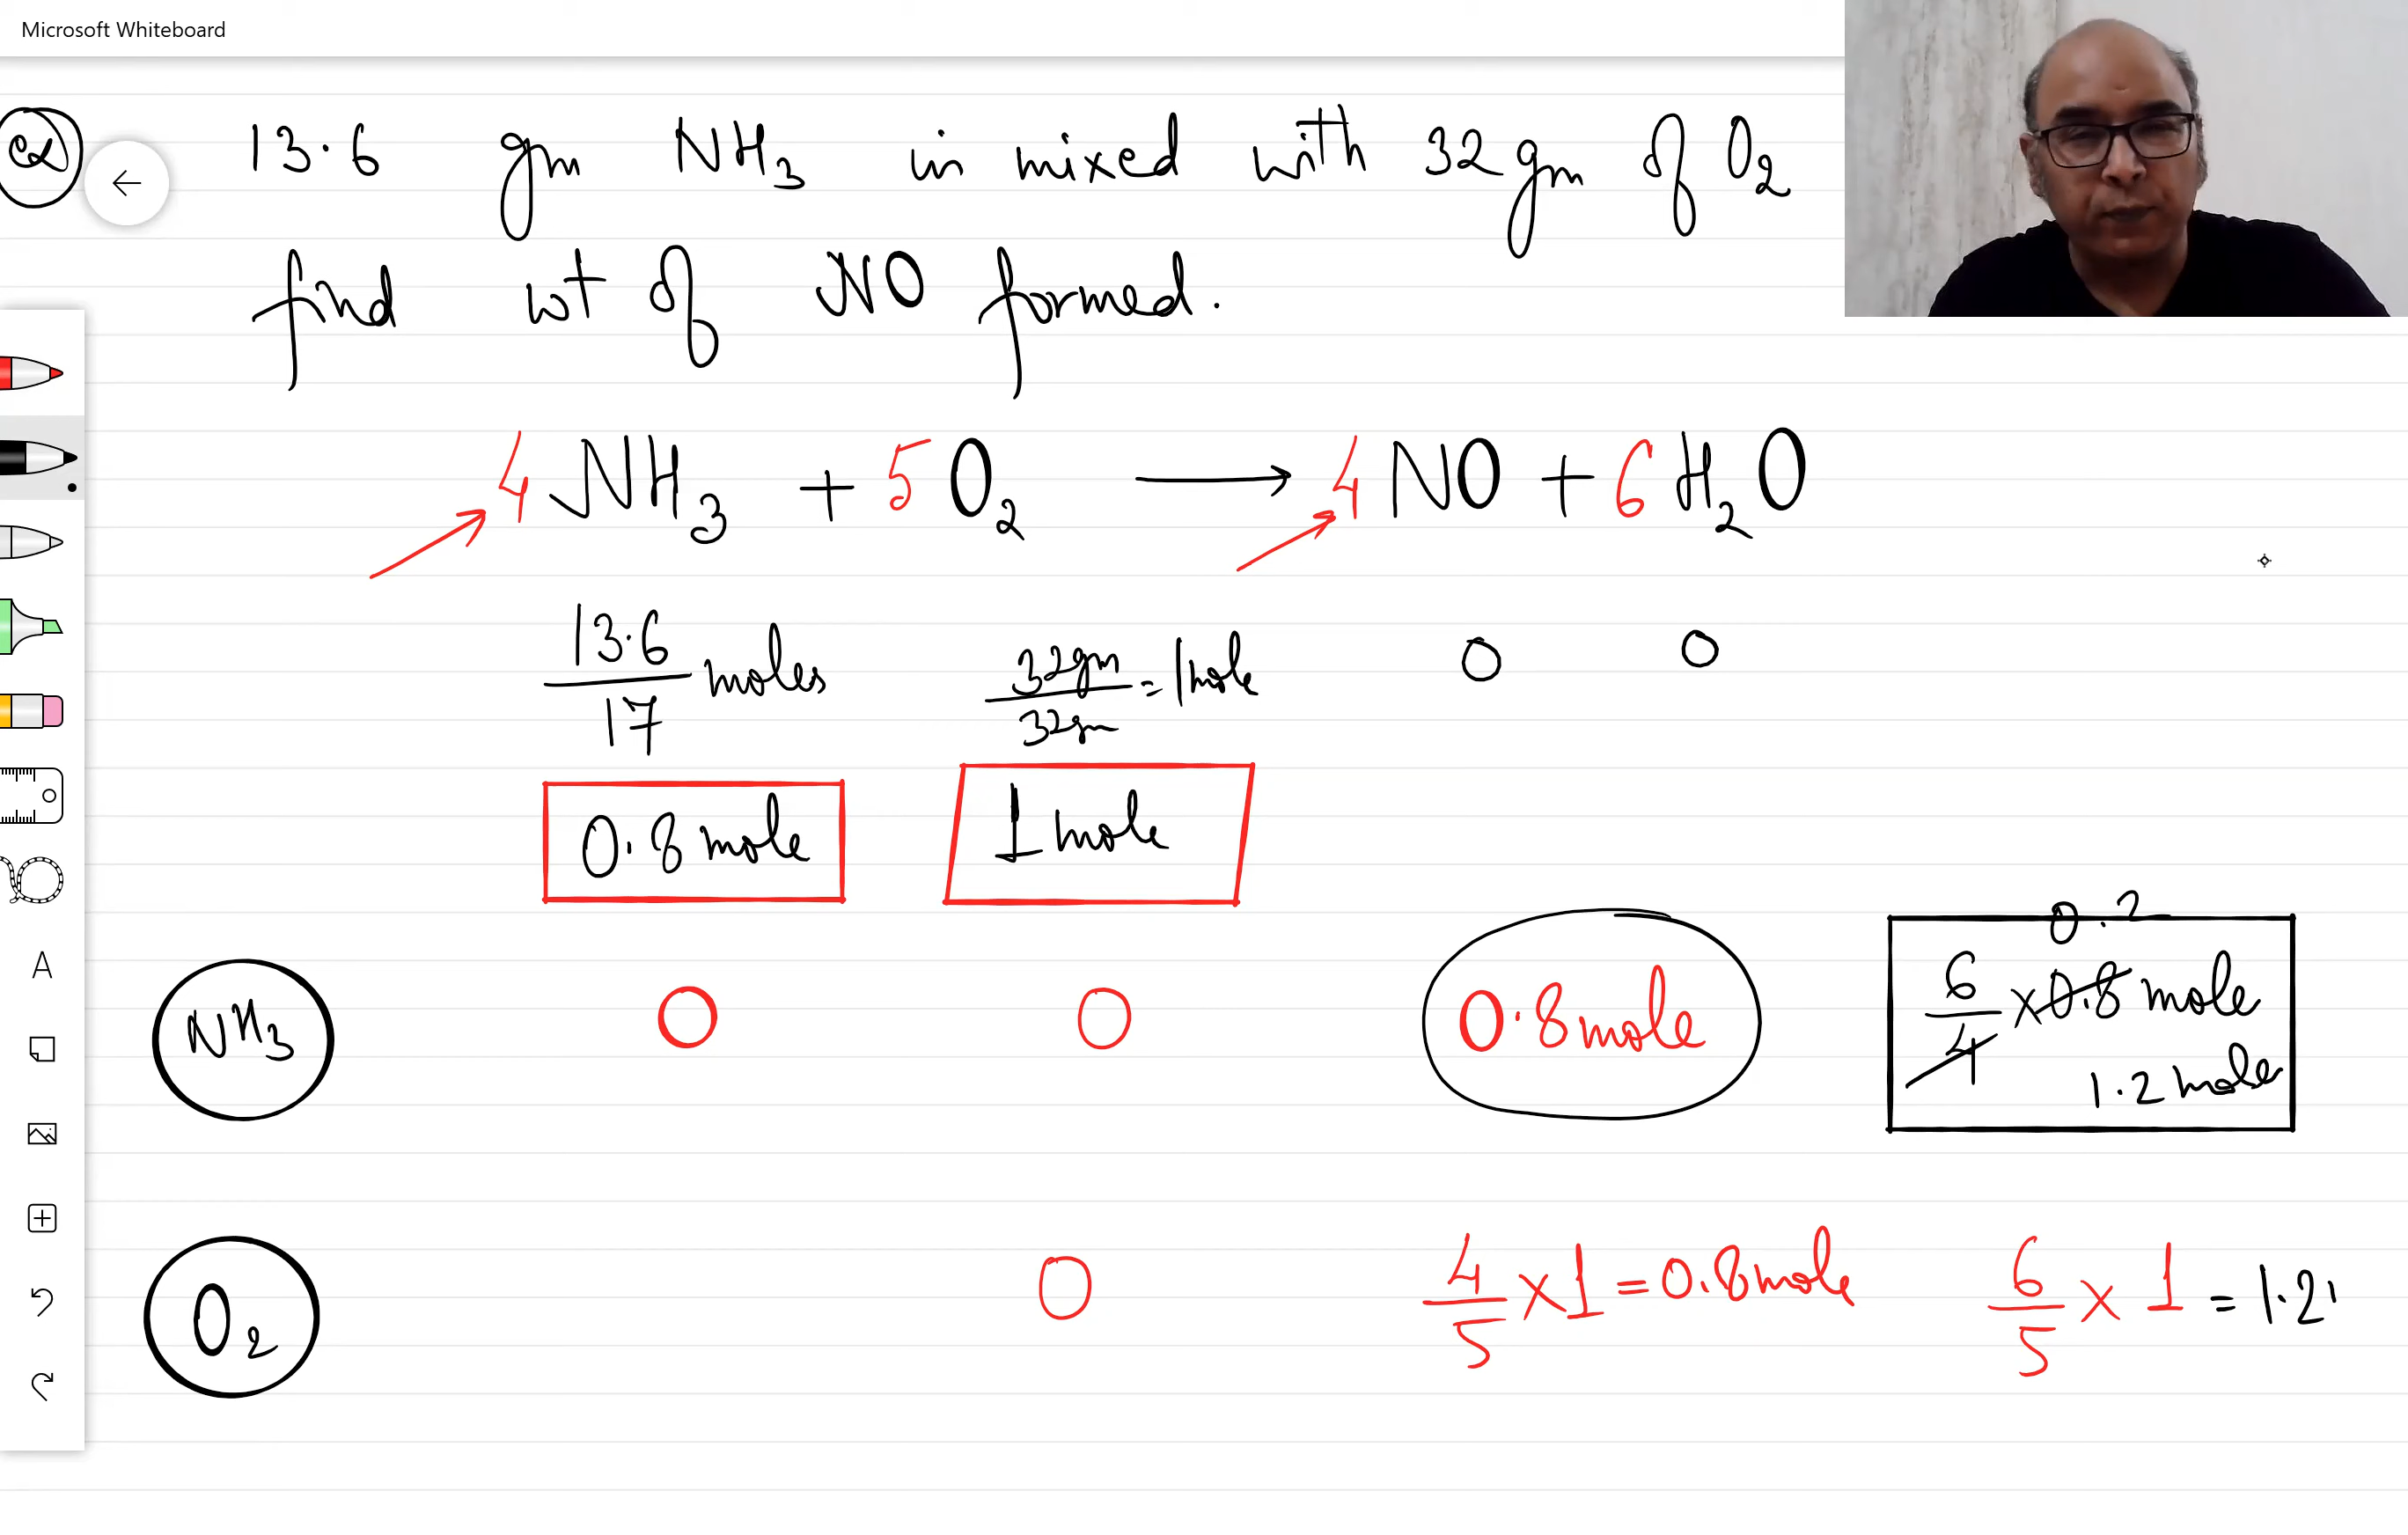 Microsoft Whiteboard
13.6 gm NH3 in mixed with 32 gm of O2
find wt of NO formed.
4 NH3 + 5 O2 → 4 NO + 6 H2O
13.6/17 moles 32gm/32gm = 1 mole 0 0
0.8 mole 1 mole
NH3 0 0 0.8 mole 6/4 × 0.8 mole 0.2
1.2 mole
O2 0 4/5 × 1 = 0.8 mole 6/5 × 1 = 1.2
A